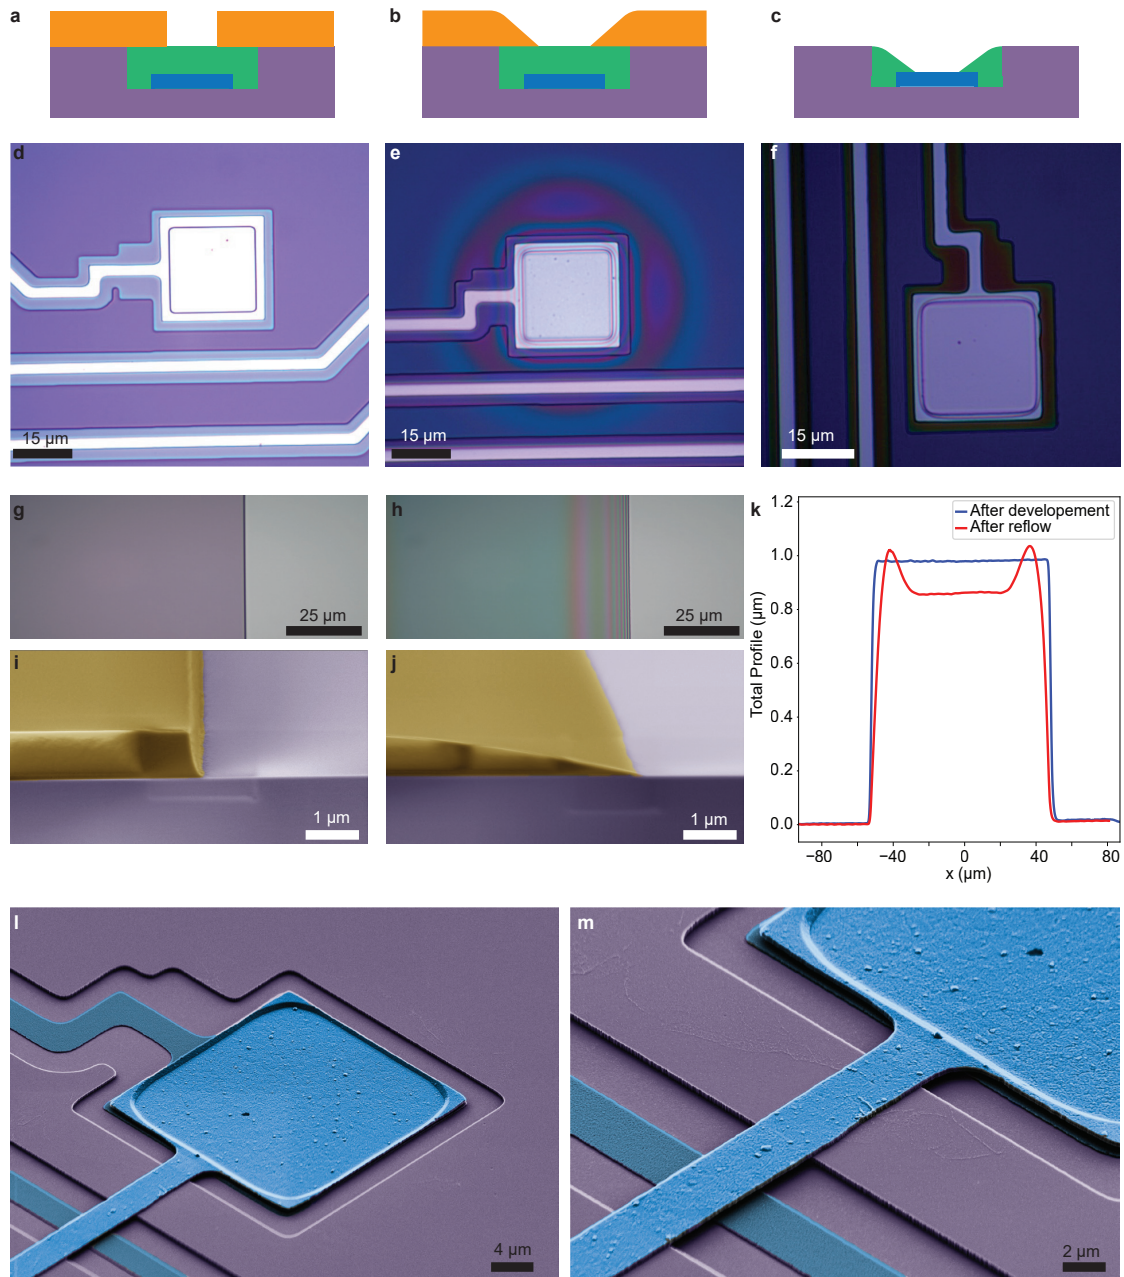 a
b
c
d
15 µm
e
15 µm
f
15 µm
g
25 µm
h
25 µm
i
1 µm
j
1 µm
k
After developement
After reflow
1.2
1.0
0.8
0.6
0.4
0.2
0.0
Total Profile (µm)
−80
−40
0
40
80
x (µm)
l
4 µm
m
2 µm